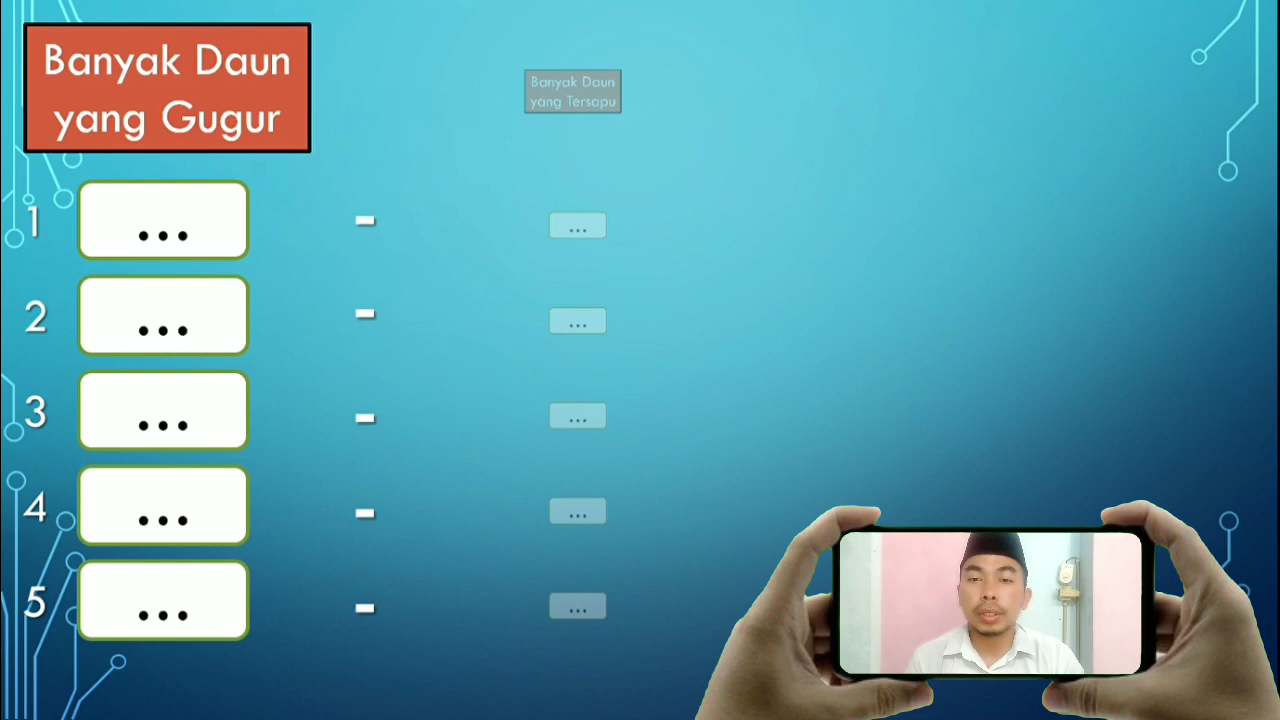 Banyak Daun
yang Gugur
Banyak Daun
yang Tersapu
1 ... - ...
2 ... - ...
3 ... - ...
4 ... - ...
5 ... - ...